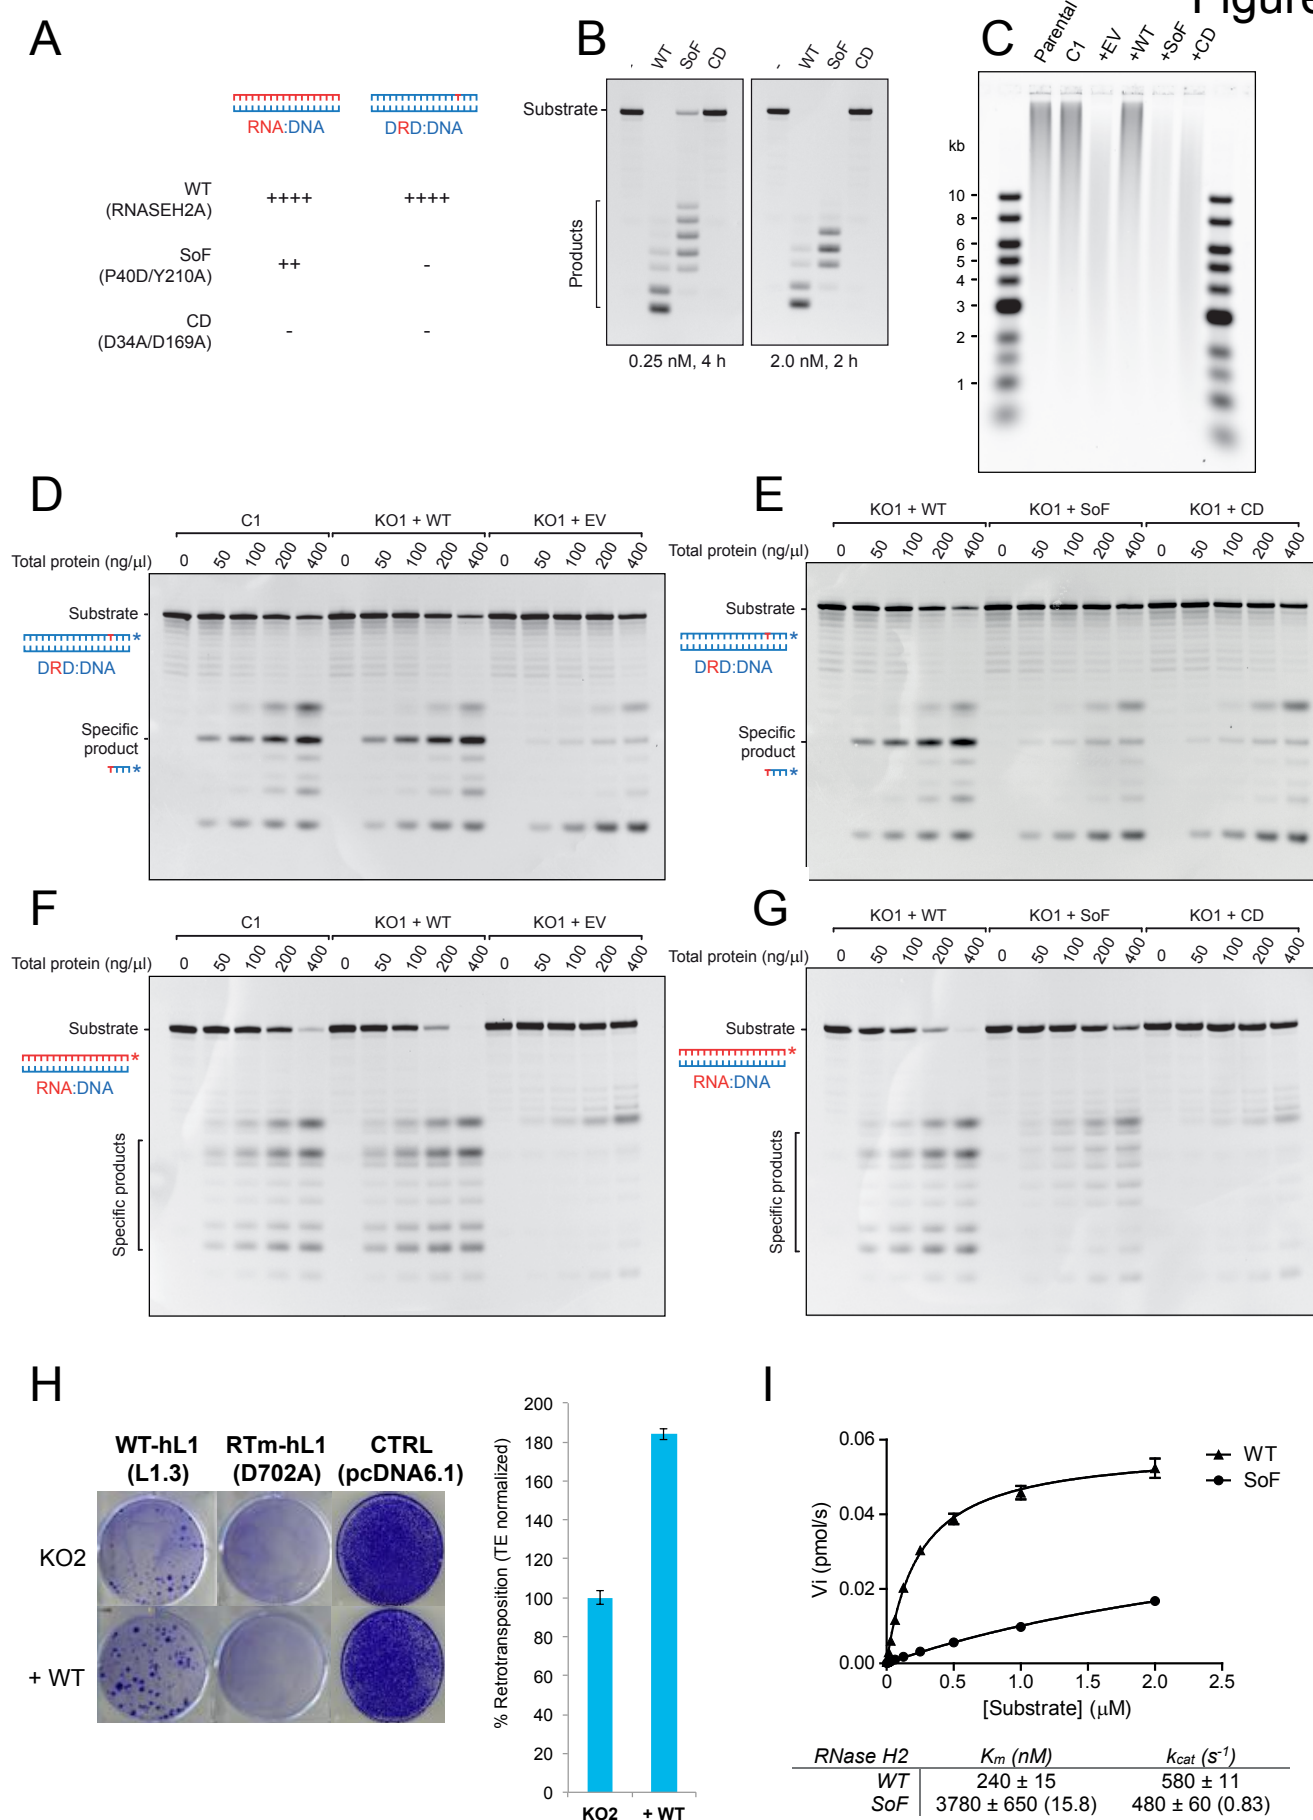 Figure
A
RNA:DNA
DRD:DNA
WT
(RNASEH2A)
++++
++++
SoF
(P40D/Y210A)
++
-
CD
(D34A/D169A)
-
-
B
- WT SoF CD
- WT SoF CD
Substrate
Products
0.25 nM, 4 h
2.0 nM, 2 h
C
Parental C1 +EV +WT +SoF +CD
kb
10
8
6
5
4
3
2
1
D
C1 KO1 + WT KO1 + EV
Total protein (ng/µl) 0 50 100 200 400 0 50 100 200 400 0 50 100 200 400
Substrate
*
DRD:DNA
Specific
product
*
E
KO1 + WT KO1 + SoF KO1 + CD
Total protein (ng/µl) 0 50 100 200 400 0 50 100 200 400 0 50 100 200 400
Substrate
*
DRD:DNA
Specific
product
*
F
C1 KO1 + WT KO1 + EV
Total protein (ng/µl) 0 50 100 200 400 0 50 100 200 400 0 50 100 200 400
Substrate
*
RNA:DNA
Specific products
G
KO1 + WT KO1 + SoF KO1 + CD
Total protein (ng/µl) 0 50 100 200 400 0 50 100 200 400 0 50 100 200 400
Substrate
*
RNA:DNA
Specific products
H
WT-hL1 RTm-hL1 CTRL
(L1.3) (D702A) (pcDNA6.1)
KO2
+ WT
% Retrotransposition (TE normalized)
200
180
160
140
120
100
80
60
40
20
0
KO2 + WT
I
Vi (pmol/s)
0.06
0.04
0.02
0.00
WT
SoF
0 0.5 1.0 1.5 2.0 2.5
[Substrate] (µM)
RNase H2 Km (nM) kcat (s-1)
WT 240 ± 15 580 ± 11
SoF 3780 ± 650 (15.8) 480 ± 60 (0.83)